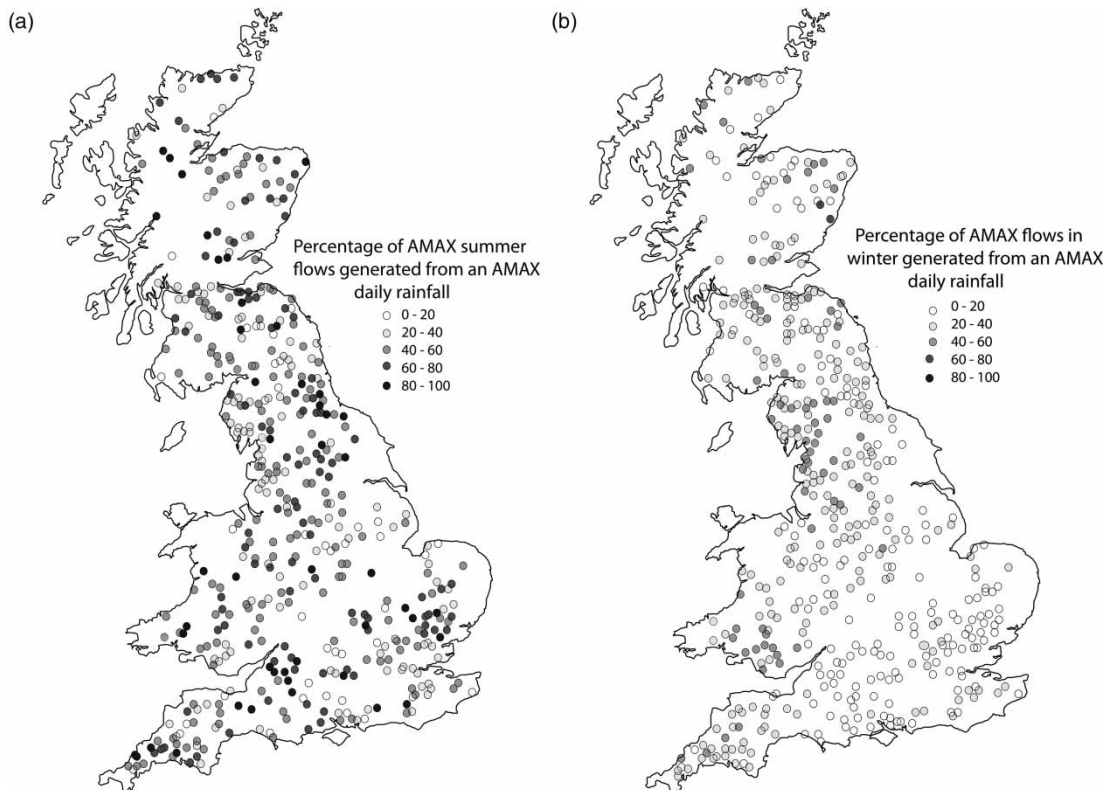 (a)
Percentage of AMAX summer
flows generated from an AMAX
daily rainfall
0 - 20
20 - 40
40 - 60
60 - 80
80 - 100
(b)
Percentage of AMAX flows in
winter generated from an AMAX
daily rainfall
0 - 20
20 - 40
40 - 60
60 - 80
80 - 100